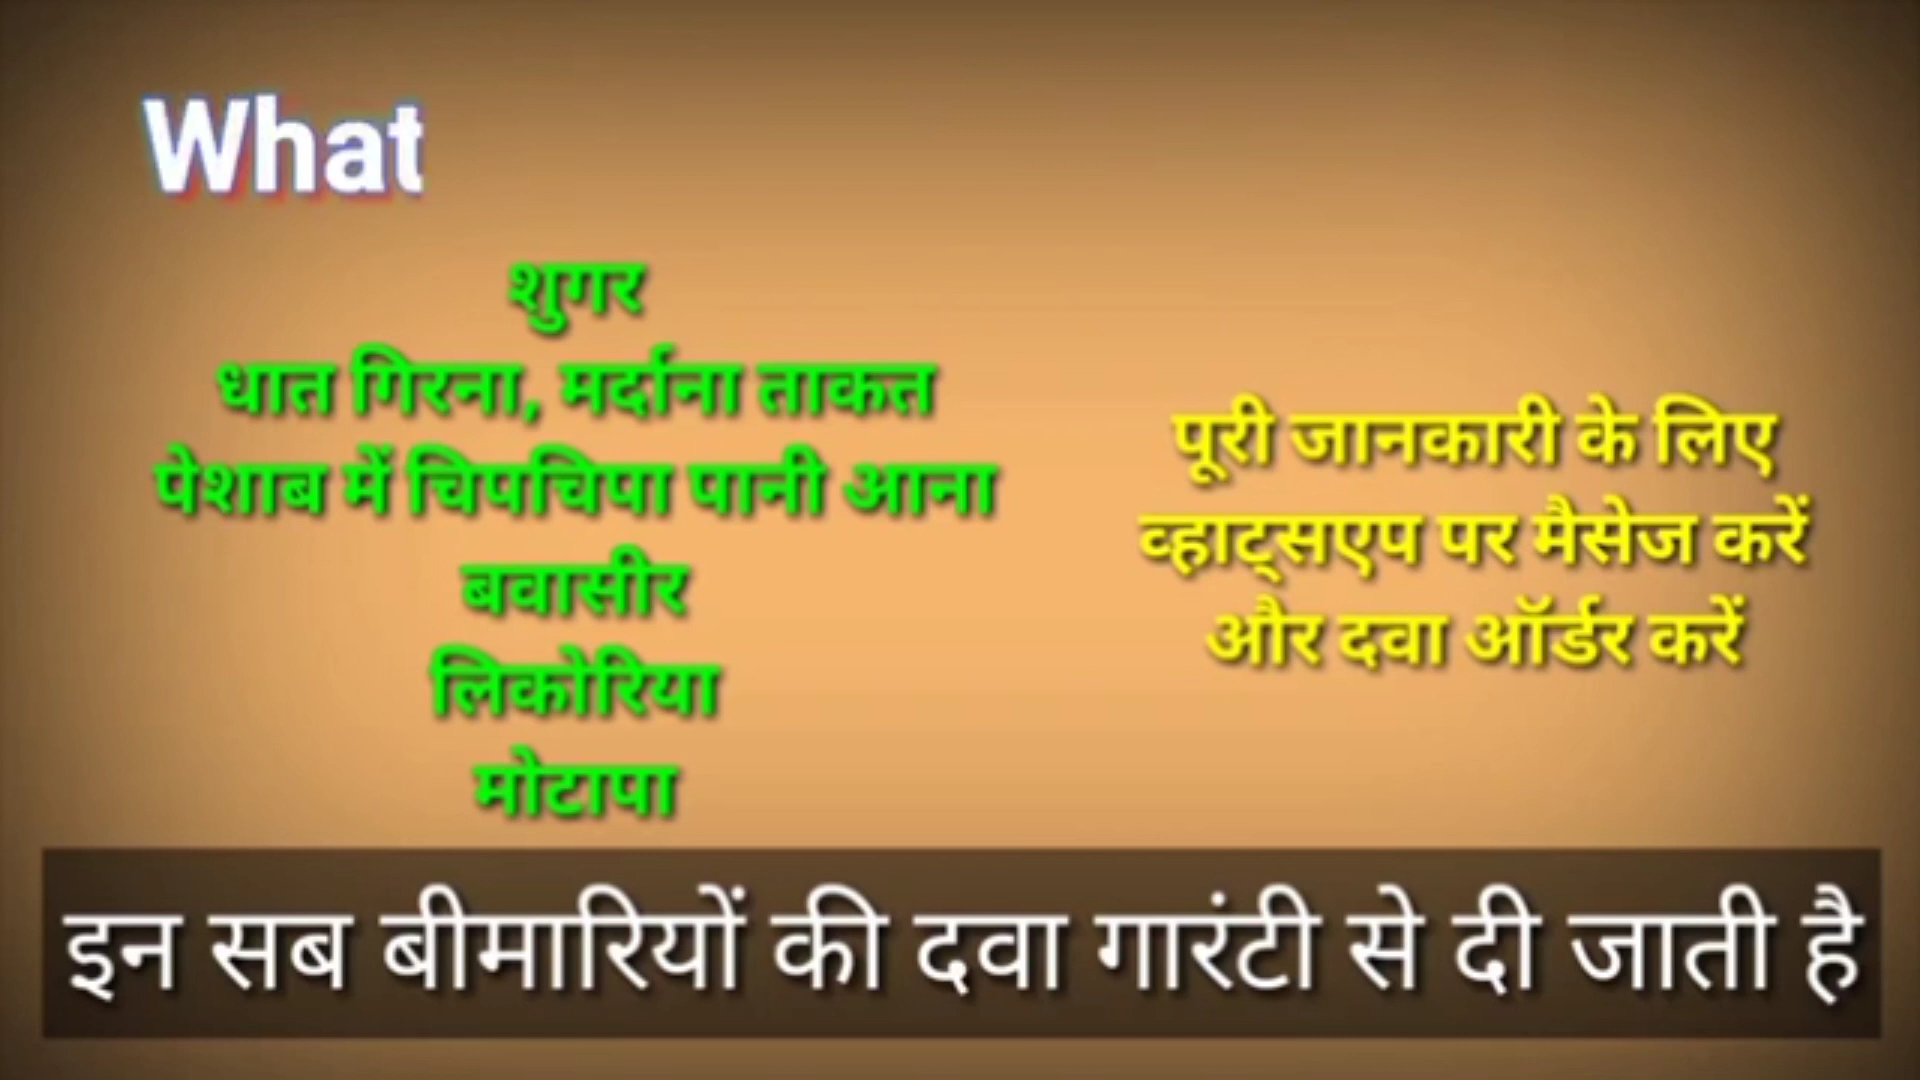 What
शुगर
धात गिरना, मर्दाना ताकत
पेशाब में चिपचिपा पानी आना
बवासीर
लिकोरिया
मोटापा
पूरी जानकारी के लिए
व्हाट्सएप पर मैसेज करें
और दवा ऑर्डर करें
इन सब बीमारियों की दवा गारंटी से दी जाती है